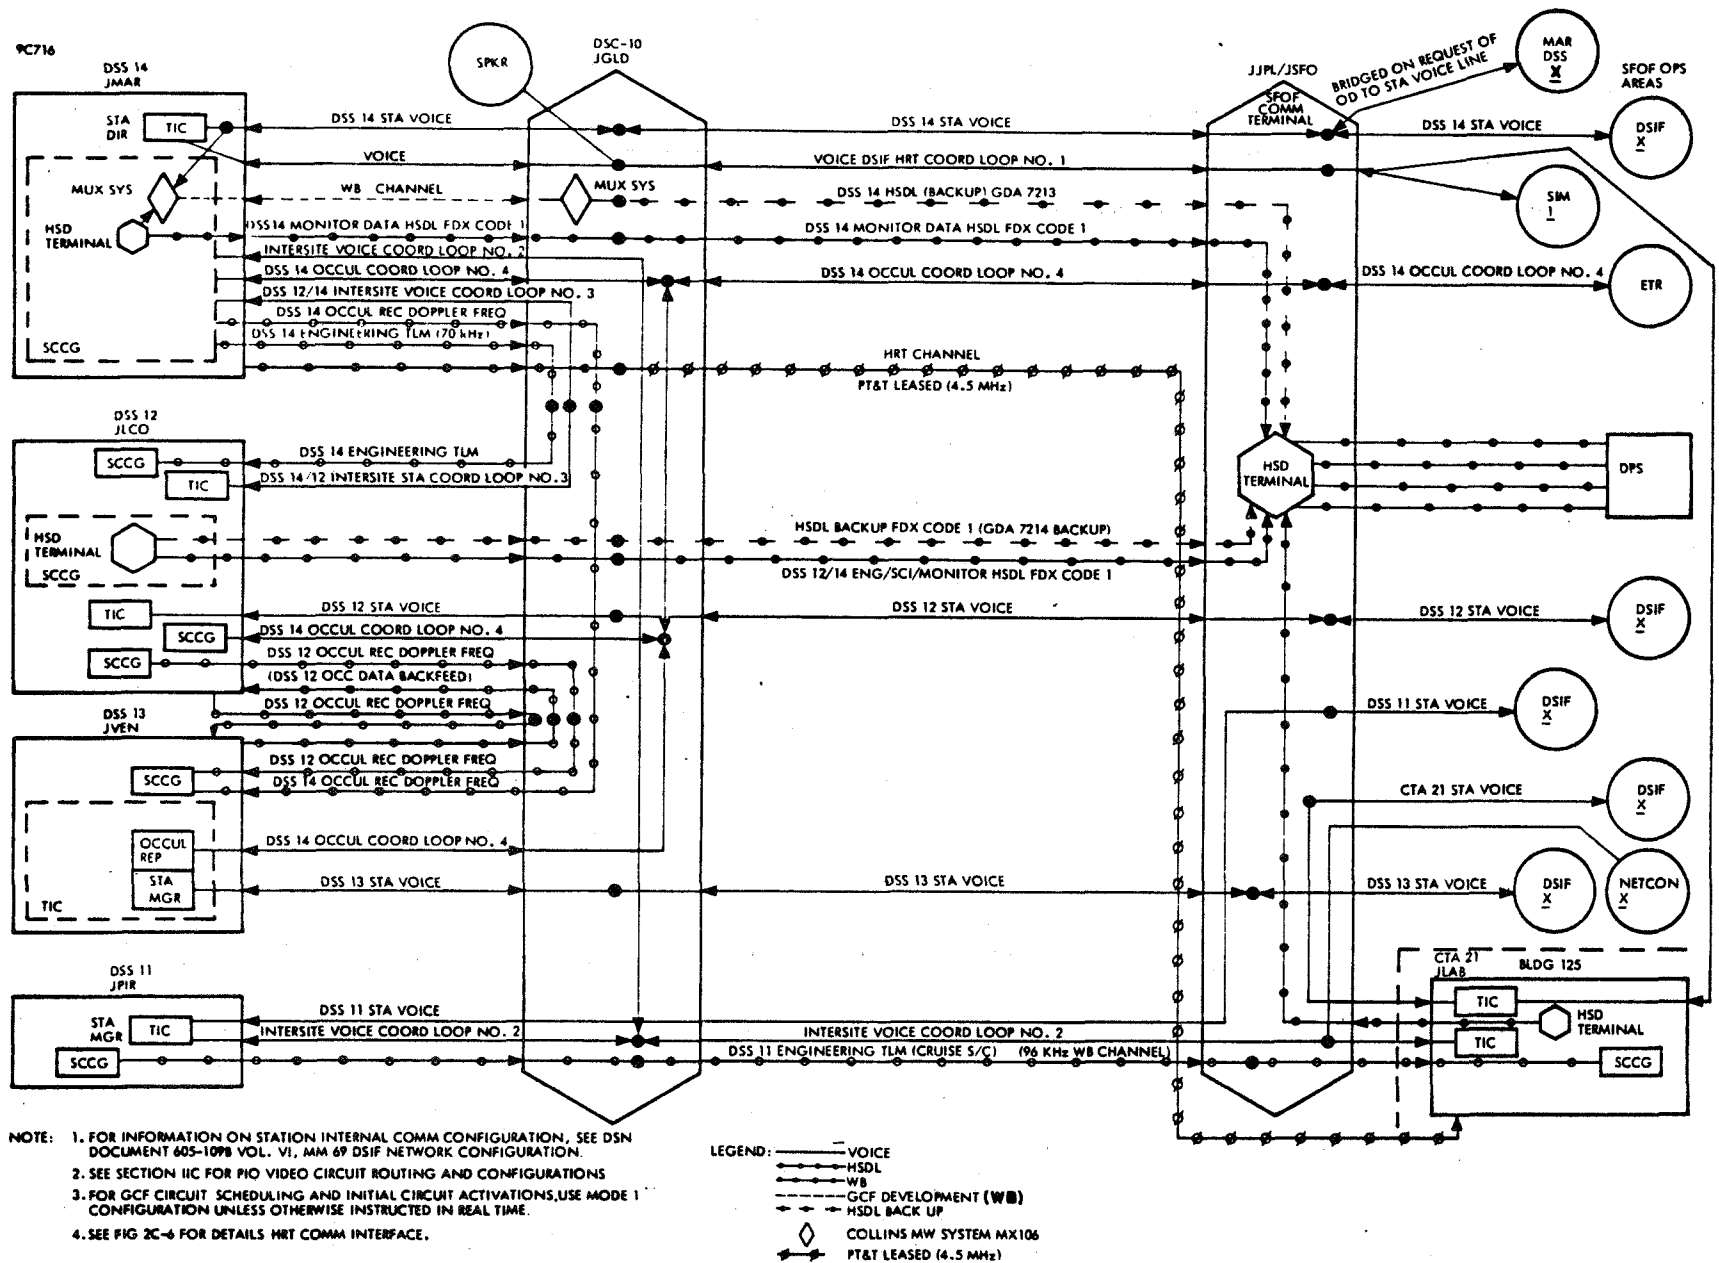 9C716
DSS 14
JMAR
STA
DIR
TIC
MUX SYS
HSD
TERMINAL
SCCG
SPKR
DSC-10
JGLD
DSS 14 STA VOICE
VOICE
WB CHANNEL
DSS 14 MONITOR DATA HSDL FDX CODE 1
INTERSITE VOICE COORD LOOP NO. 2
DSS 14 OCCUL COORD LOOP NO. 4
DSS 12/14 INTERSITE VOICE COORD LOOP NO. 3
DSS 14 OCCUL REC DOPPLER FREQ
DSS 14 ENGINEERING TLM (70 kHz)
MUX SYS
DSS 14 STA VOICE
VOICE DSIF HRT COORD LOOP NO. 1
DSS 14 HSDL (BACKUP) GDA 7213
DSS 14 MONITOR DATA HSDL FDX CODE 1
DSS 14 OCCUL COORD LOOP NO. 4
HRT CHANNEL
PT&T LEASED (4.5 MHz)
JJPL/JSFO
SFOF
COMM
TERMINAL
BRIDGED ON REQUEST OF
OD TO STA VOICE LINE
MAR
DSS
X
SFOF OPS
AREAS
DSS 14 STA VOICE
DSIF
X
SIM
1
DSS 14 OCCUL COORD LOOP NO. 4
ETR
DSS 12
JLCO
SCCG
TIC
DSS 14 ENGINEERING TLM
DSS 14/12 INTERSITE STA COORD LOOP NO.3
HSD
TERMINAL
SCCG
HSDL BACKUP FDX CODE 1 (GDA 7214 BACKUP)
DSS 12/14 ENG/SCI/MONITOR HSDL FDX CODE 1
HSD
TERMINAL
DPS
TIC
DSS 12 STA VOICE
DSS 12 STA VOICE
DSS 12 STA VOICE
DSIF
X
SCCG
DSS 14 OCCUL COORD LOOP NO. 4
SCCG
DSS 12 OCCUL REC DOPPLER FREQ
(DSS 12 OCC DATA BACKFEED)
DSS 12 OCCUL REC DOPPLER FREQ
DSS 11 STA VOICE
DSIF
X
DSS 13
JVEN
SCCG
DSS 12 OCCUL REC DOPPLER FREQ
DSS 14 OCCUL REC DOPPLER FREQ
CTA 21 STA VOICE
DSIF
X
OCCUL
REP
STA
MGR
TIC
DSS 14 OCCUL COORD LOOP NO. 4
DSS 13 STA VOICE
DSS 13 STA VOICE
DSS 13 STA VOICE
DSIF
X
NETCON
X
DSS 11
JPIR
STA
MGR
TIC
SCCG
DSS 11 STA VOICE
INTERSITE VOICE COORD LOOP NO. 2
INTERSITE VOICE COORD LOOP NO. 2
DSS 11 ENGINEERING TLM (CRUISE S/C) (96 KHz WB CHANNEL)
CTA 21
JLAB
BLDG 125
TIC
HSD
TERMINAL
TIC
SCCG
NOTE: 1. FOR INFORMATION ON STATION INTERNAL COMM CONFIGURATION, SEE DSN
DOCUMENT 605-109B VOL. VI, MM 69 DSIF NETWORK CONFIGURATION.
2. SEE SECTION IIC FOR PIO VIDEO CIRCUIT ROUTING AND CONFIGURATIONS
3. FOR GCF CIRCUIT SCHEDULING AND INITIAL CIRCUIT ACTIVATIONS, USE MODE 1
CONFIGURATION UNLESS OTHERWISE INSTRUCTED IN REAL TIME.
4. SEE FIG 2C-6 FOR DETAILS HRT COMM INTERFACE.
LEGEND:
VOICE
HSDL
WB
GCF DEVELOPMENT (WB)
HSDL BACK UP
COLLINS MW SYSTEM MX106
PT&T LEASED (4.5 MHz)